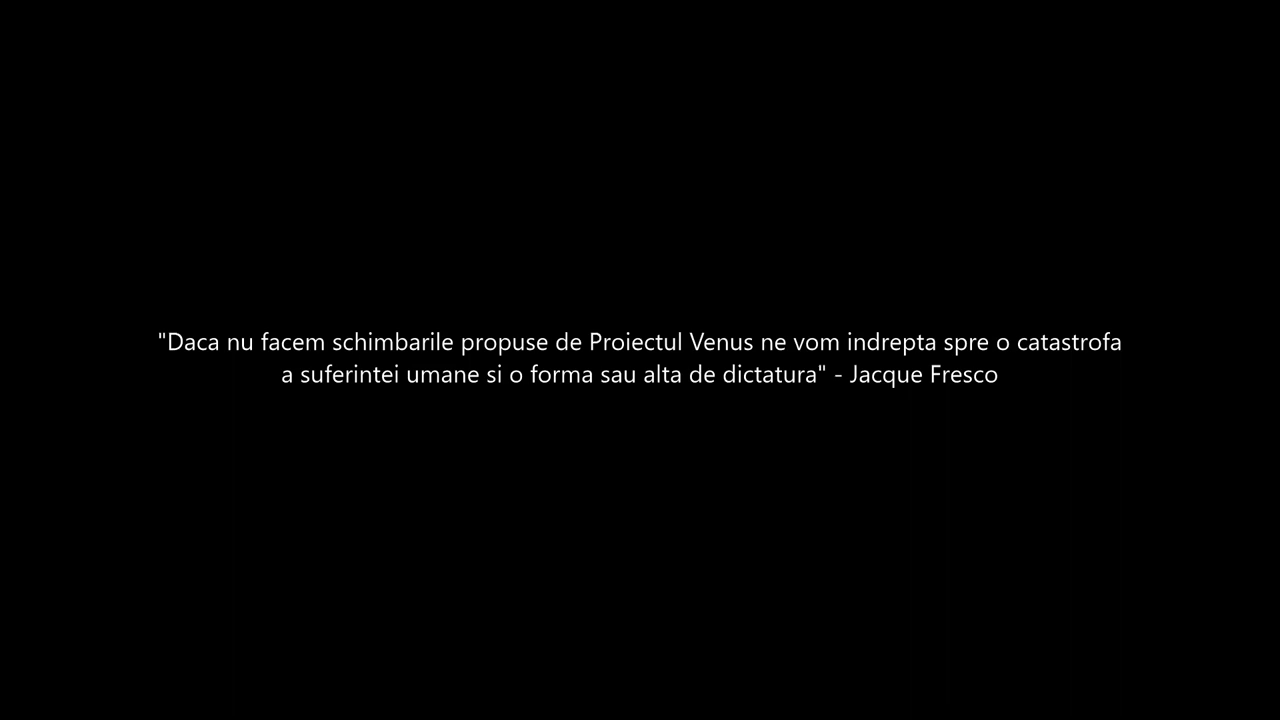 "Daca nu facem schimbarile propuse de Proiectul Venus ne vom indrepta spre o catastrofa
a suferintei umane si o forma sau alta de dictatura" - Jacque Fresco